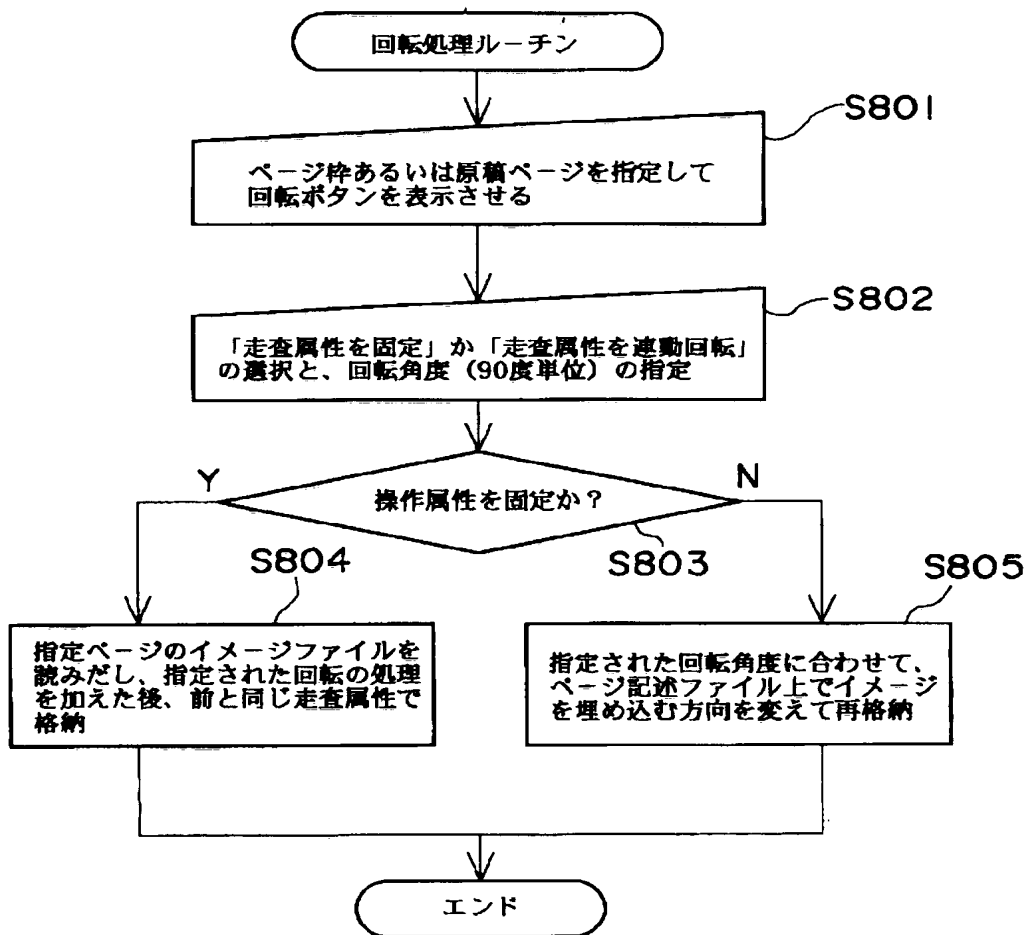 回転処理ルーチン
S801
ページ枠あるいは原稿ページを指定して
回転ボタンを表示させる
S802
「走査属性を固定」か「走査属性を連動回転」
の選択と、回転角度（90度単位）の指定
Y
N
操作属性を固定か？
S803
S804
S805
指定ページのイメージファイルを
読みだし、指定された回転の処理
を加えた後、前と同じ走査属性で
格納
指定された回転角度に合わせて、
ページ記述ファイル上でイメージ
を埋め込む方向を変えて再格納
エンド